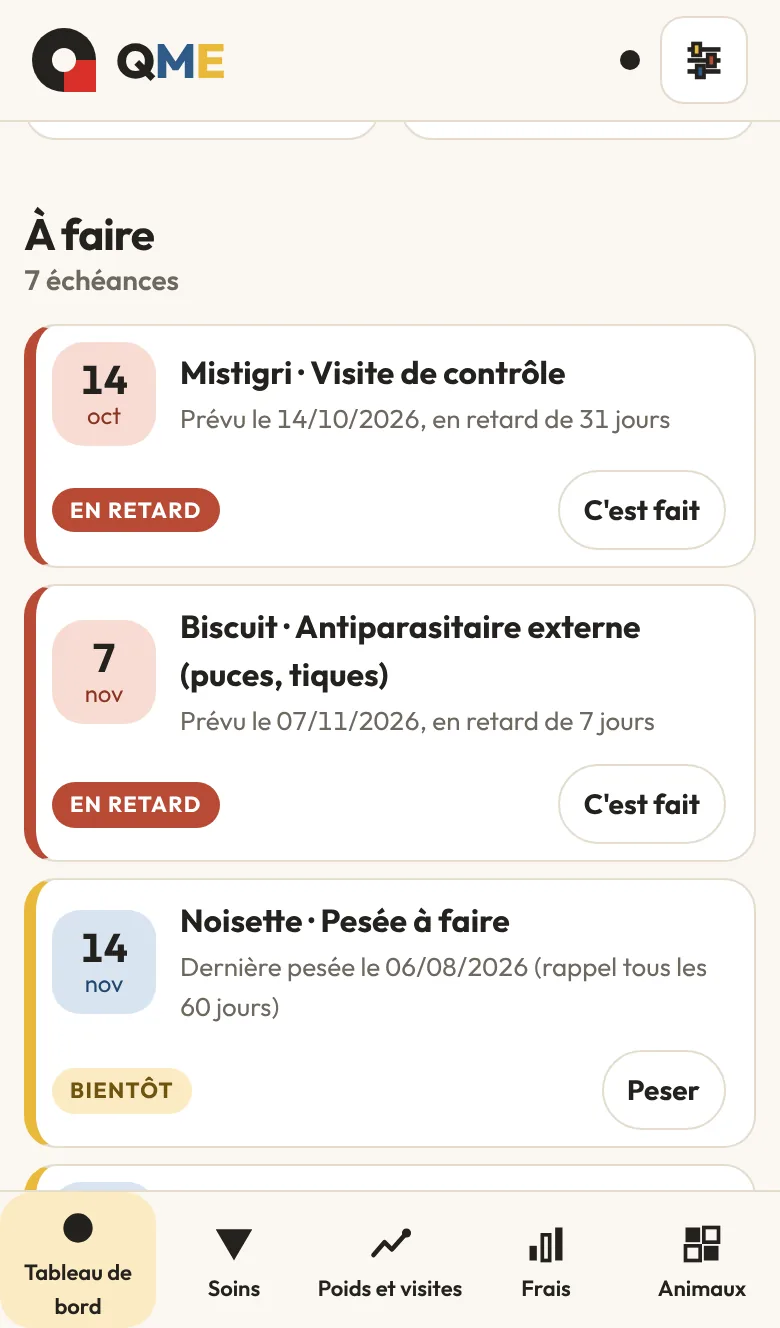 QME
À faire
7 échéances
14
oct
Mistigri · Visite de contrôle
Prévu le 14/10/2026, en retard de 31 jours
EN RETARD
C'est fait
7
nov
Biscuit · Antiparasitaire externe
(puces, tiques)
Prévu le 07/11/2026, en retard de 7 jours
EN RETARD
C'est fait
14
nov
Noisette · Pesée à faire
Dernière pesée le 06/08/2026 (rappel tous les
60 jours)
BIENTÔT
Peser
Tableau de
bord
Soins
Poids et visites
Frais
Animaux